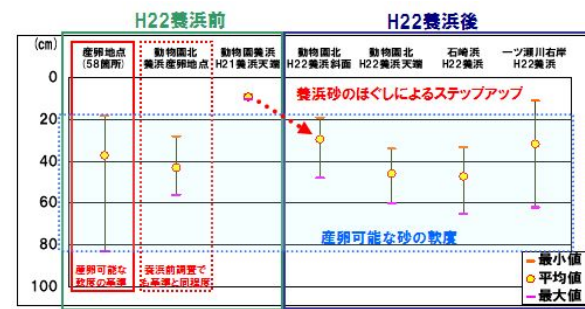 H22養浜前
H22養浜後
(cm)
産卵地点
(58箇所)
動物園北
養浜産卵地点
動物園養浜
H21養浜天端
動物園北
H22養浜斜面
動物園北
H22養浜天端
石崎浜
H22養浜
一ツ瀬川右岸
H22養浜
0
20
40
60
80
100
養浜砂のほぐしによるステップアップ
産卵可能な砂の軟度
産卵可能な
軟度の基準
養浜前調査で
も基準と同程度
最小値
平均値
最大値